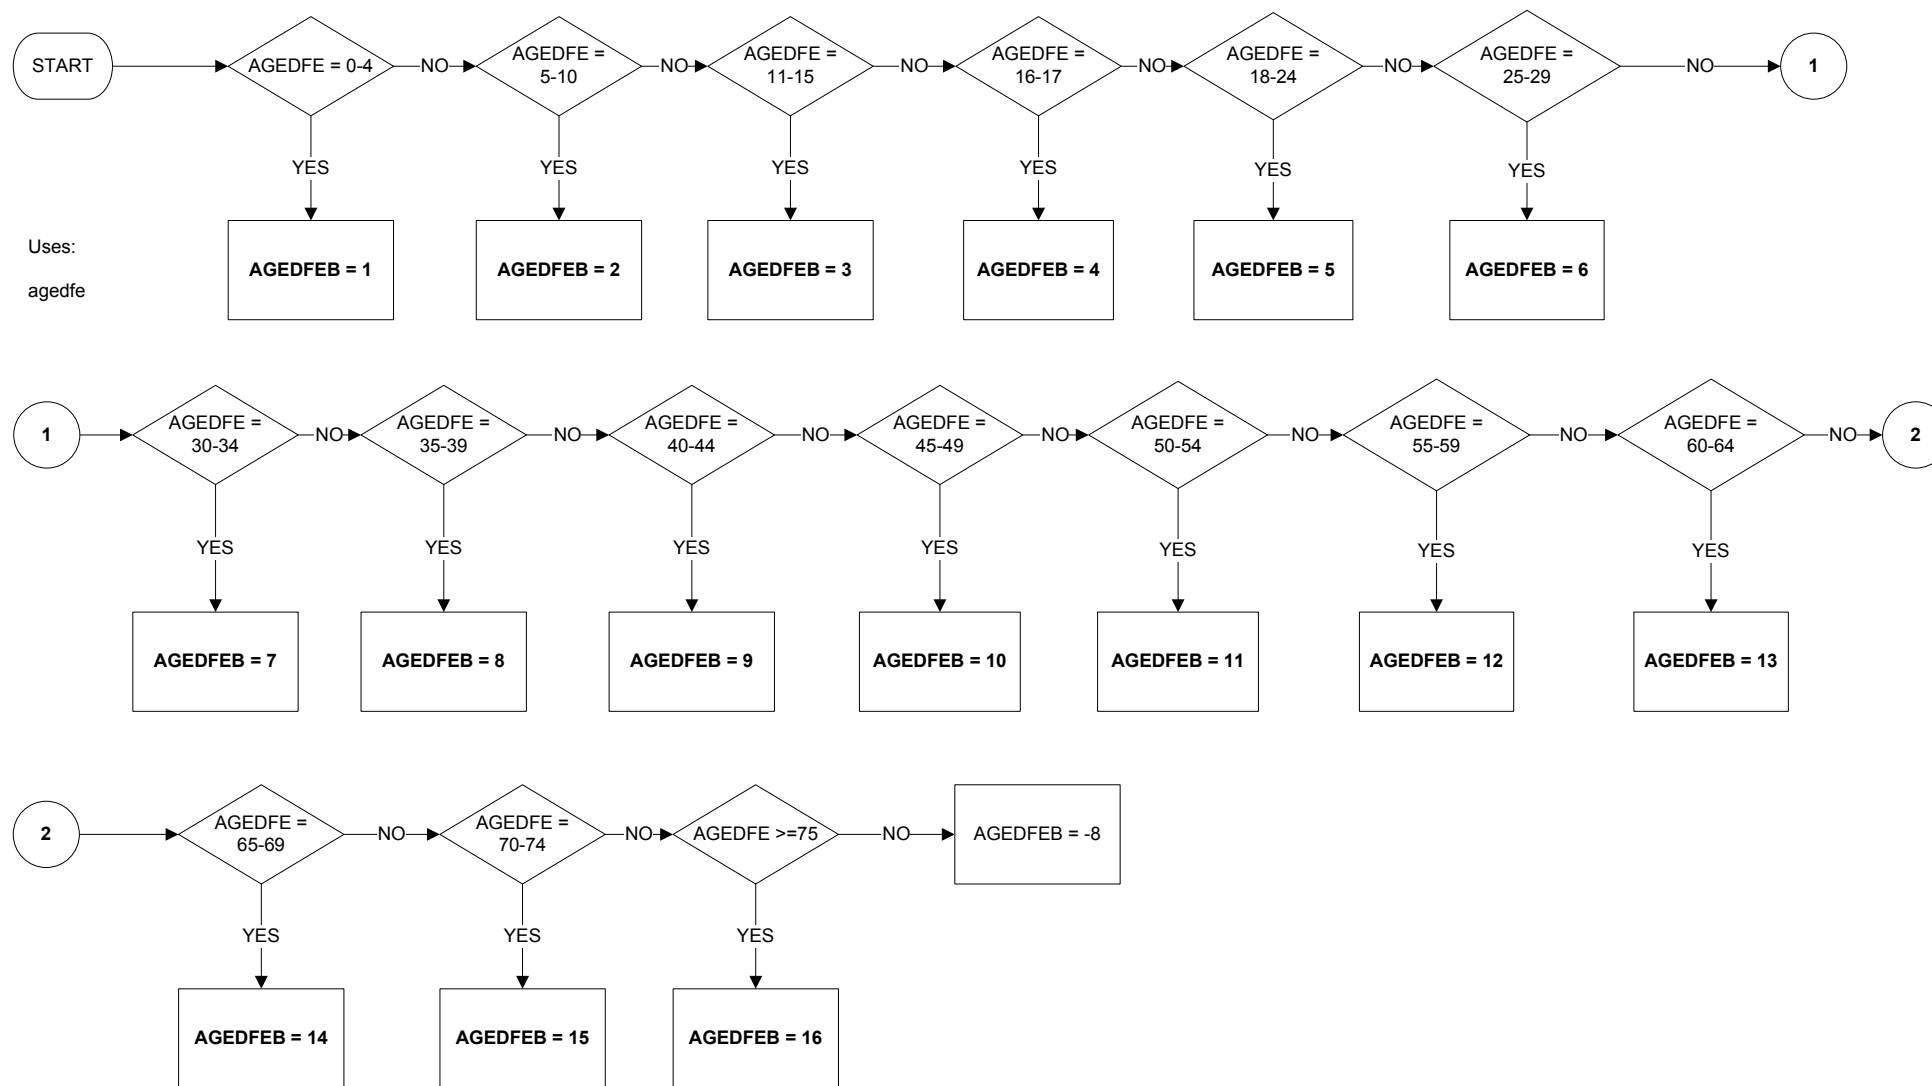 START
AGEDFE = 0-4
NO
AGEDFE =
5-10
NO
AGEDFE =
11-15
NO
AGEDFE =
16-17
NO
AGEDFE =
18-24
NO
AGEDFE =
25-29
NO
1
YES
YES
YES
YES
YES
YES
Uses:
agedfe
AGEDFEB = 1
AGEDFEB = 2
AGEDFEB = 3
AGEDFEB = 4
AGEDFEB = 5
AGEDFEB = 6
1
AGEDFE =
30-34
NO
AGEDFE =
35-39
NO
AGEDFE =
40-44
NO
AGEDFE =
45-49
NO
AGEDFE =
50-54
NO
AGEDFE =
55-59
NO
AGEDFE =
60-64
NO
2
YES
YES
YES
YES
YES
YES
YES
AGEDFEB = 7
AGEDFEB = 8
AGEDFEB = 9
AGEDFEB = 10
AGEDFEB = 11
AGEDFEB = 12
AGEDFEB = 13
2
AGEDFE =
65-69
NO
AGEDFE =
70-74
NO
AGEDFE >=75
NO
AGEDFEB = -8
YES
YES
YES
AGEDFEB = 14
AGEDFEB = 15
AGEDFEB = 16